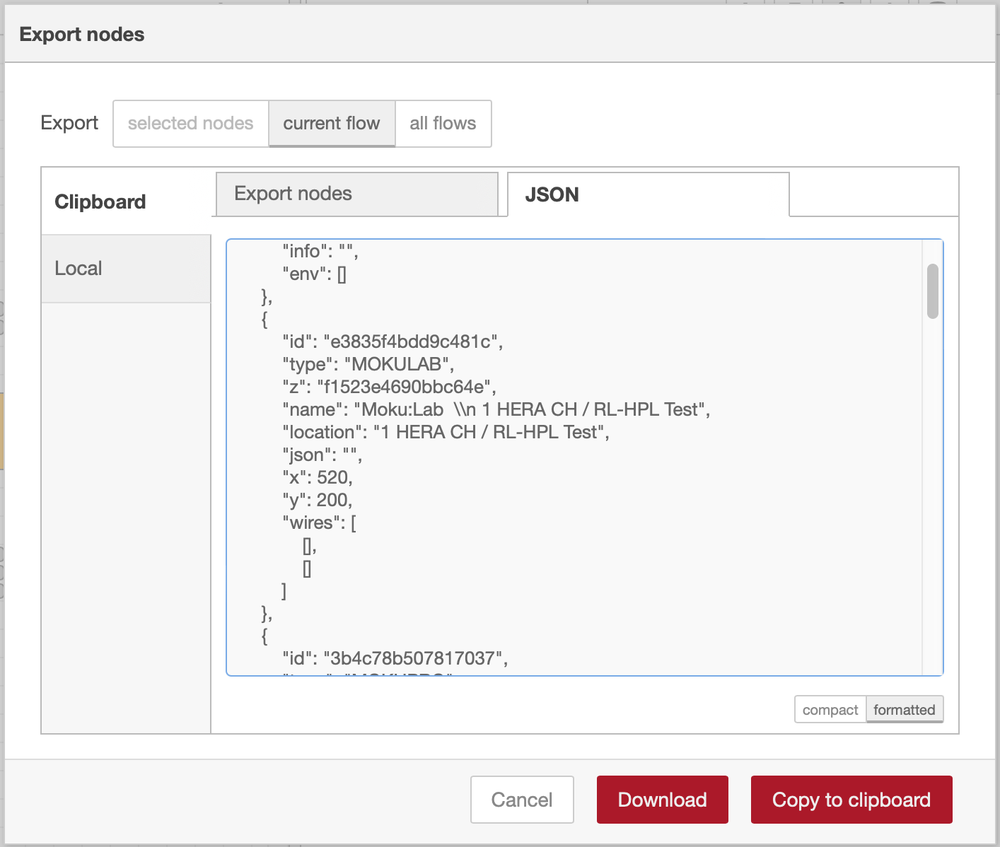 Export nodes
Export
selected nodes
current flow
all flows
Clipboard
Local
Export nodes
JSON
"info": "",
"env": []
},
{
"id": "e3835f4bdd9c481c",
"type": "MOKULAB",
"z": "f1523e4690bbc64e",
"name": "Moku:Lab  \\n 1 HERA CH / RL-HPL Test",
"location": "1 HERA CH / RL-HPL Test",
"json": "",
"x": 520,
"y": 200,
"wires": [
[],
[]
]
},
{
"id": "3b4c78b507817037",
compact
formatted
Cancel
Download
Copy to clipboard